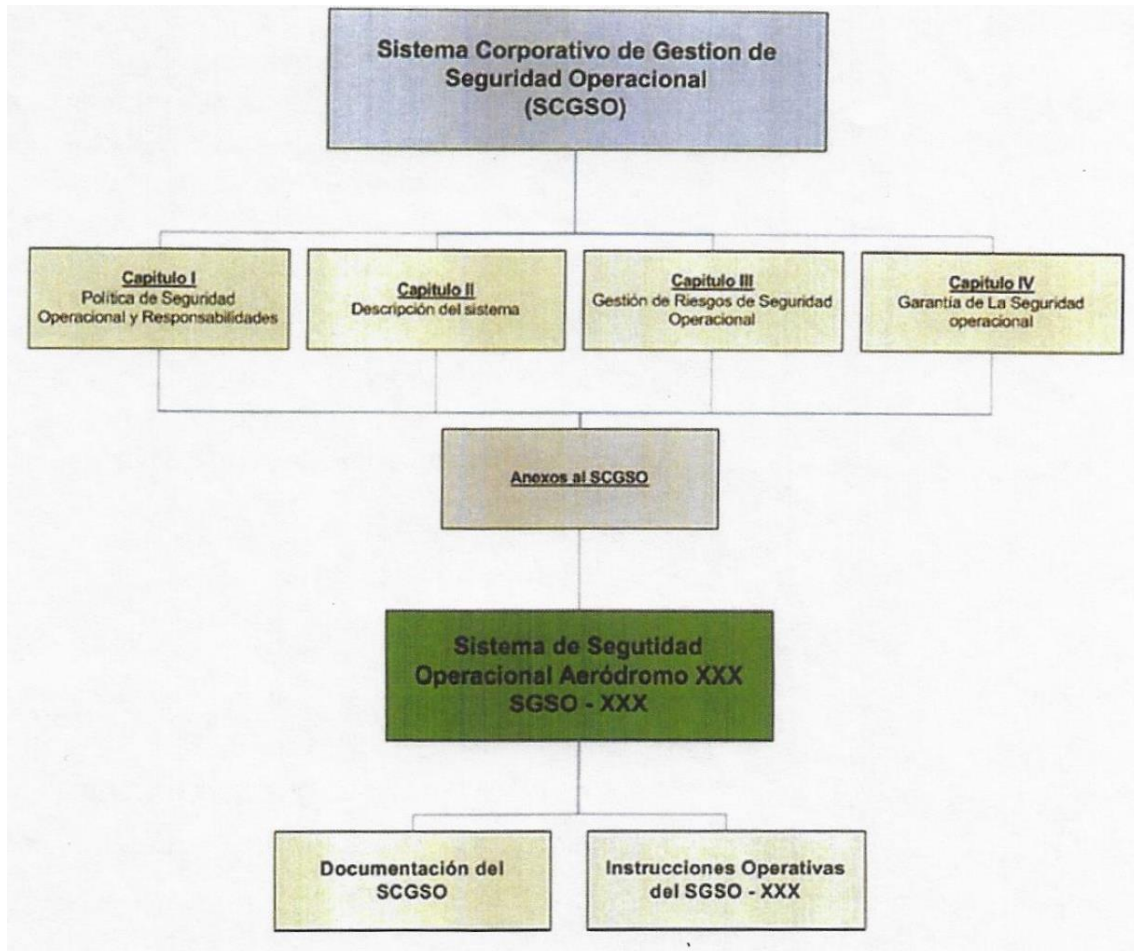 Sistema Corporativo de Gestion de
Seguridad Operacional
(SCGSO)
Capitulo I
Política de Seguridad
Operacional y Responsabilidades
Capitulo II
Descripción del sistema
Capitulo III
Gestión de Riesgos de Seguridad
Operacional
Capitulo IV
Garantía de La Seguridad
operacional
Anexos al SCGSO
Sistema de Segutidad
Operacional Aeródromo XXX
SGSO - XXX
Documentación del
SCGSO
Instrucciones Operativas
del SGSO - XXX